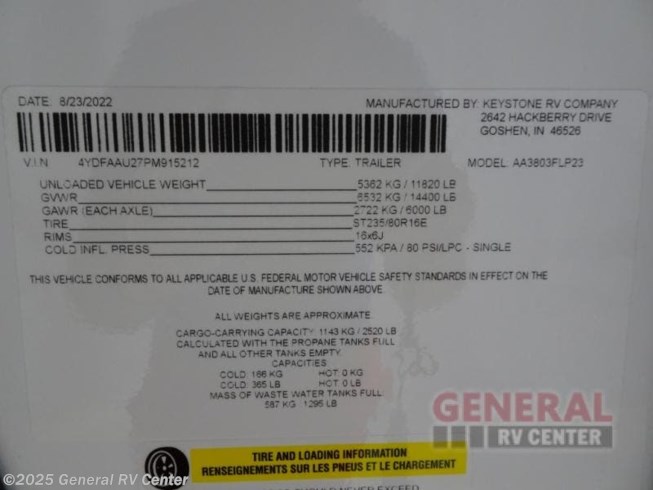 DATE: 8/23/2022 MANUFACTURED BY: KEYSTONE RV COMPANY
2642 HACKBERRY DRIVE
GOSHEN, IN 46526
V.I.N 4YDFAAU27PM915212 TYPE: TRAILER MODEL: AA3803FLP23
UNLOADED VEHICLE WEIGHT 5362 KG / 11820 LB
GVWR 6532 KG / 14400 LB
GAWR (EACH AXLE) 2722 KG / 6000 LB
TIRE ST235/80R16E
RIMS 16x6J
COLD INFL. PRESS. 552 KPA / 80 PSI/LPC - SINGLE
THIS VEHICLE CONFORMS TO ALL APPLICABLE U.S. FEDERAL MOTOR VEHICLE SAFETY STANDARDS IN EFFECT ON THE
DATE OF MANUFACTURE SHOWN ABOVE.
ALL WEIGHTS ARE APPROXIMATE
CARGO-CARRYING CAPACITY: 1143 KG / 2520 LB
CALCULATED WITH THE PROPANE TANKS FULL
AND ALL OTHER TANKS EMPTY.
CAPACITIES
COLD: 166 KG HOT: 0 KG
COLD: 365 LB HOT: 0 LB
MASS OF WASTE WATER TANKS FULL:
587 KG 1295 LB
GENERAL
RV CENTER
TIRE AND LOADING INFORMATION
RENSEIGNEMENTS SUR LES PNEUS ET LE CHARGEMENT
©2025 General RV Center